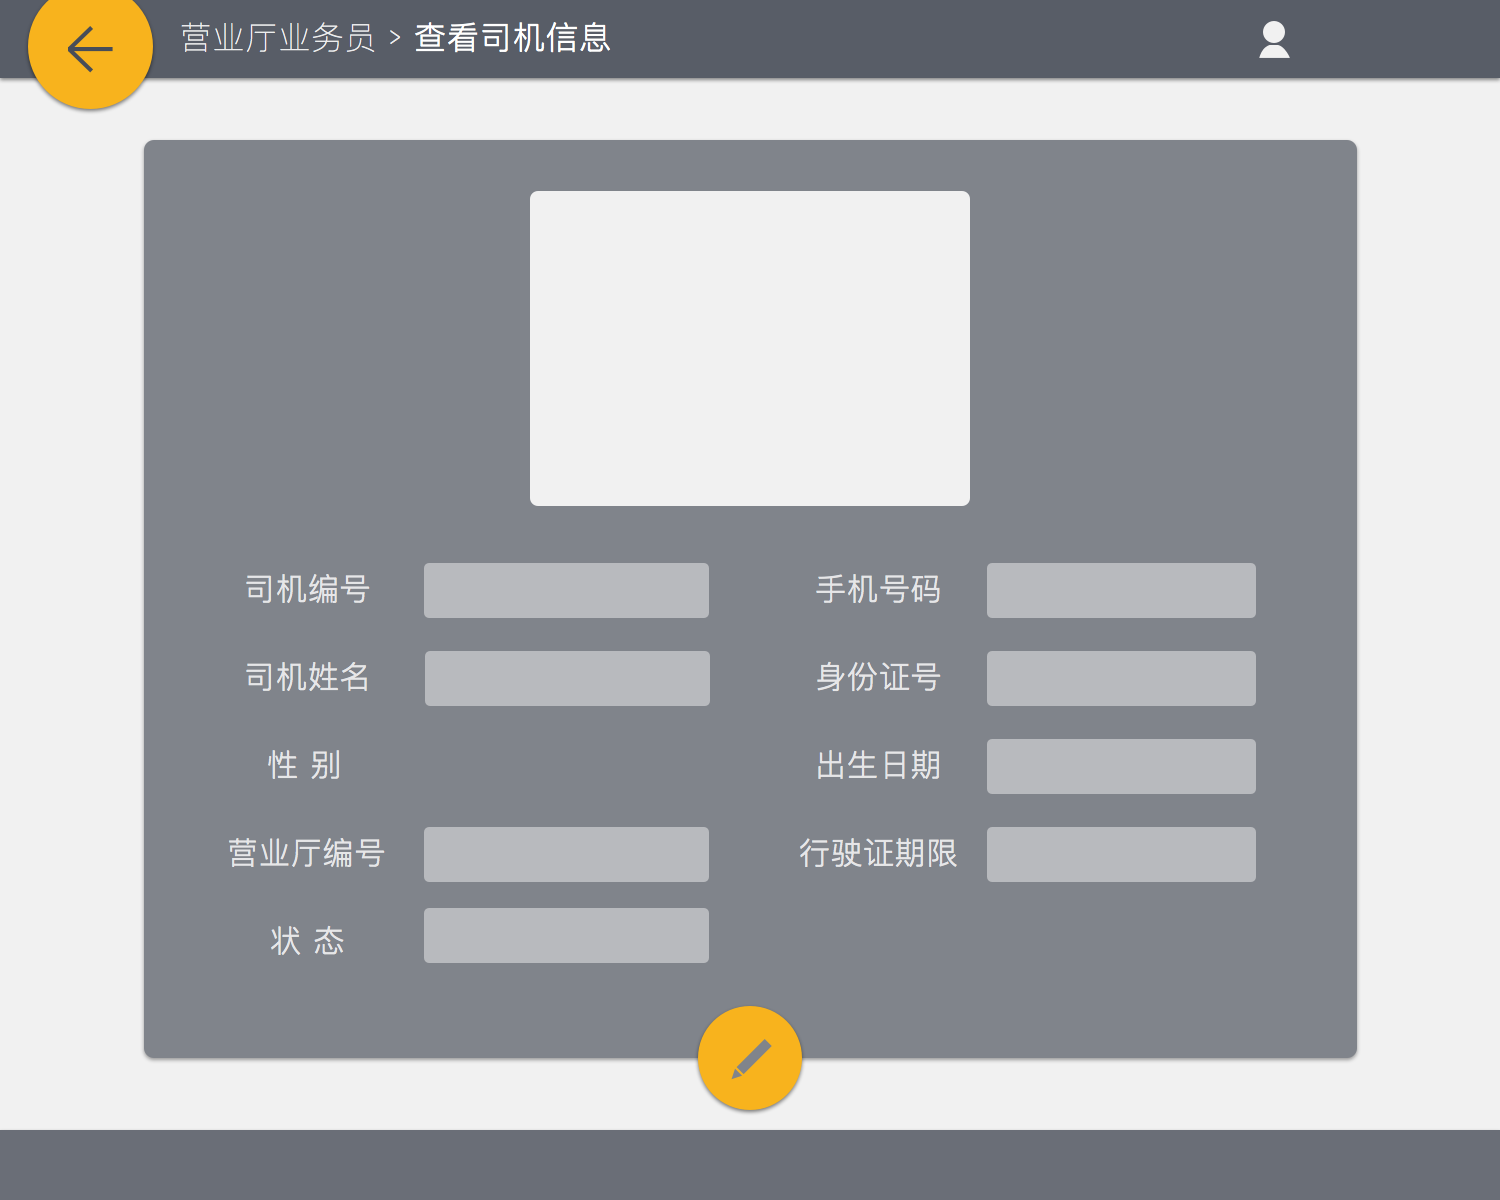 营业厅业务员 > 查看司机信息
司机编号
手机号码
司机姓名
身份证号
性 别
出生日期
营业厅编号
行驶证期限
状 态